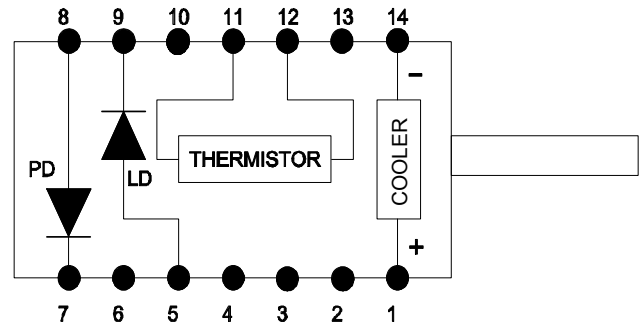 8 9 10 11 12 13 14
-
PD
LD
THERMISTOR
COOLER
+
7 6 5 4 3 2 1